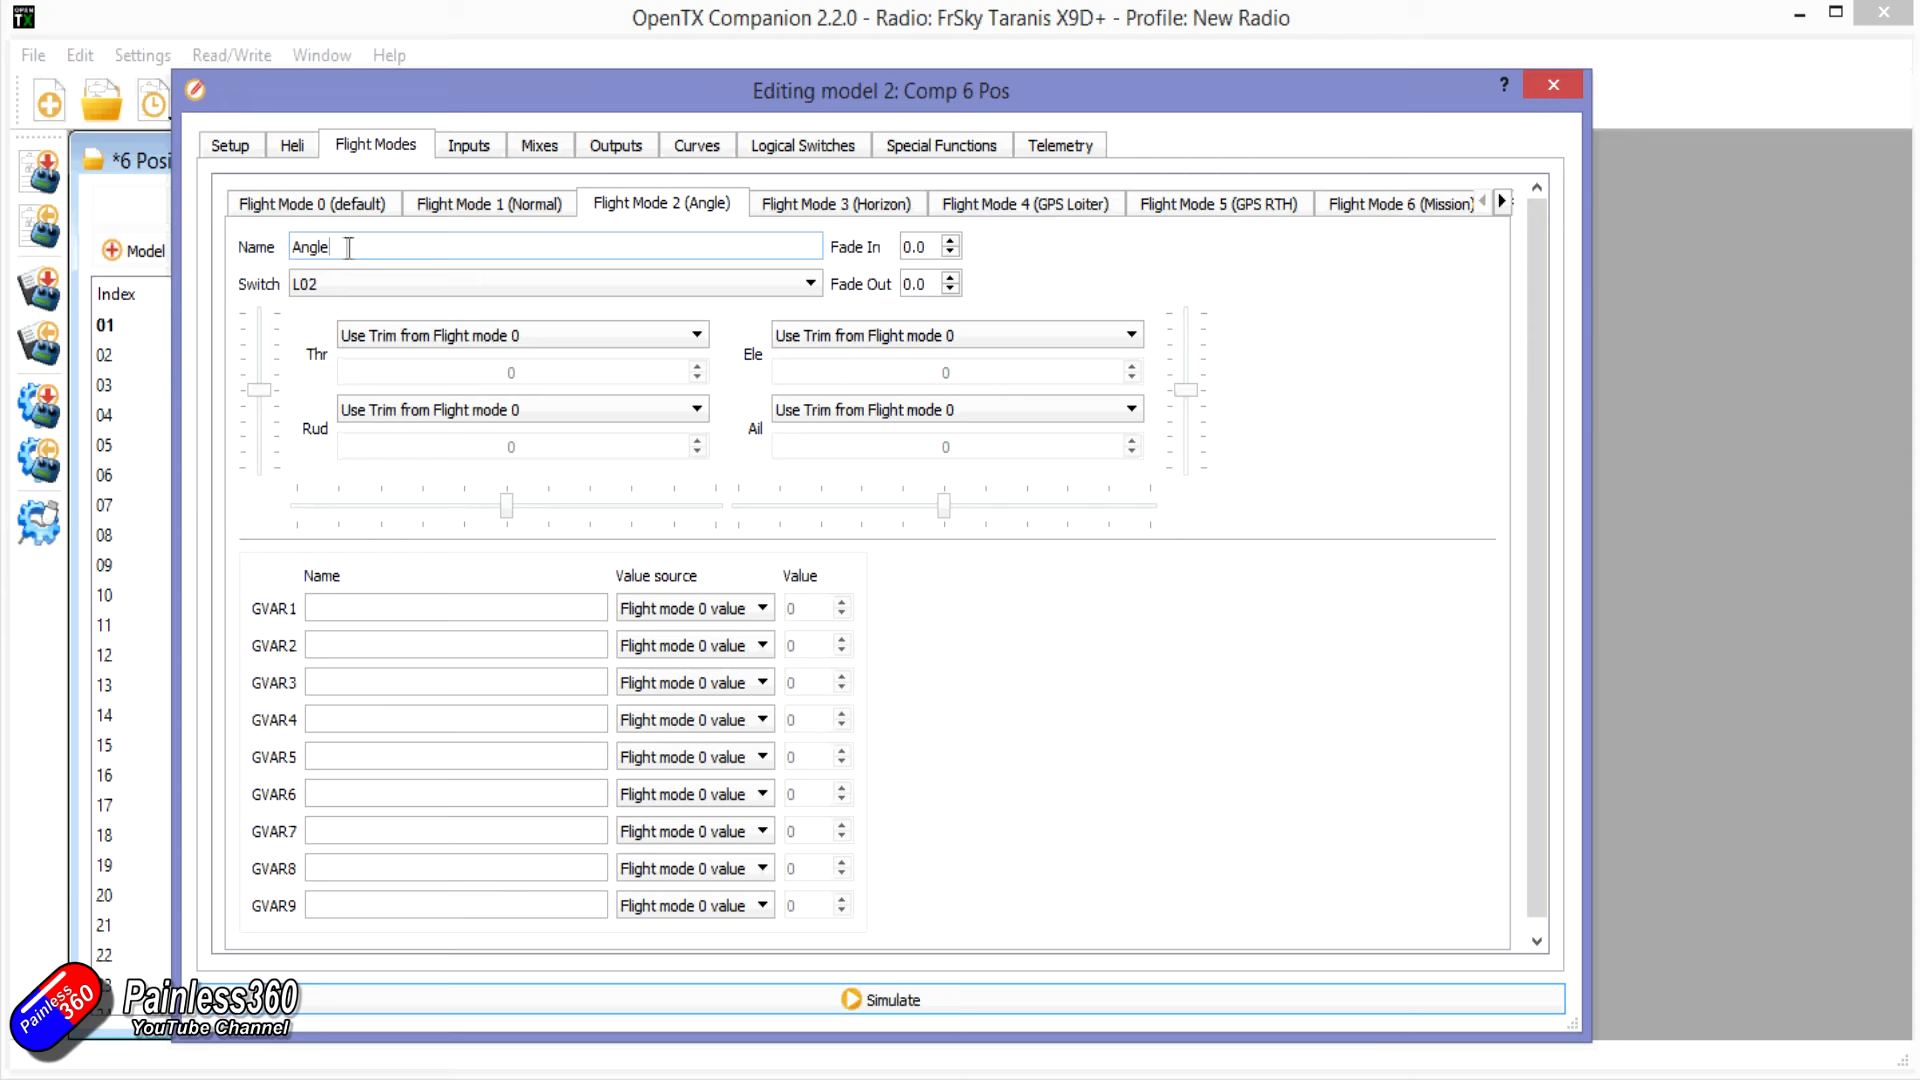 OPEN TX
OpenTX Companion 2.2.0 - Radio: FrSky Taranis X9D+ - Profile: New Radio
File Edit Settings Read/Write Window Help
Editing model 2: Comp 6 Pos ?
Setup Heli Flight Modes Inputs Mixes Outputs Curves Logical Switches Special Functions Telemetry
*6 Posi
Flight Mode 0 (default) Flight Mode 1 (Normal) Flight Mode 2 (Angle) Flight Mode 3 (Horizon) Flight Mode 4 (GPS Loiter) Flight Mode 5 (GPS RTH) Flight Mode 6 (Mission)
Model
Name Angle Fade In 0.0
Switch L02 Fade Out 0.0
Index
01
02
03
04
05
06
07
08
09
10
11
12
13
14
15
16
17
18
19
20
21
22
Use Trim from Flight mode 0 Use Trim from Flight mode 0
Thr Ele
0 0
Use Trim from Flight mode 0 Use Trim from Flight mode 0
Rud Ail
0 0
Name Value source Value
GVAR1 Flight mode 0 value 0
GVAR2 Flight mode 0 value 0
GVAR3 Flight mode 0 value 0
GVAR4 Flight mode 0 value 0
GVAR5 Flight mode 0 value 0
GVAR6 Flight mode 0 value 0
GVAR7 Flight mode 0 value 0
GVAR8 Flight mode 0 value 0
GVAR9 Flight mode 0 value 0
Simulate
Painless 360
Painless360
YouTube Channel